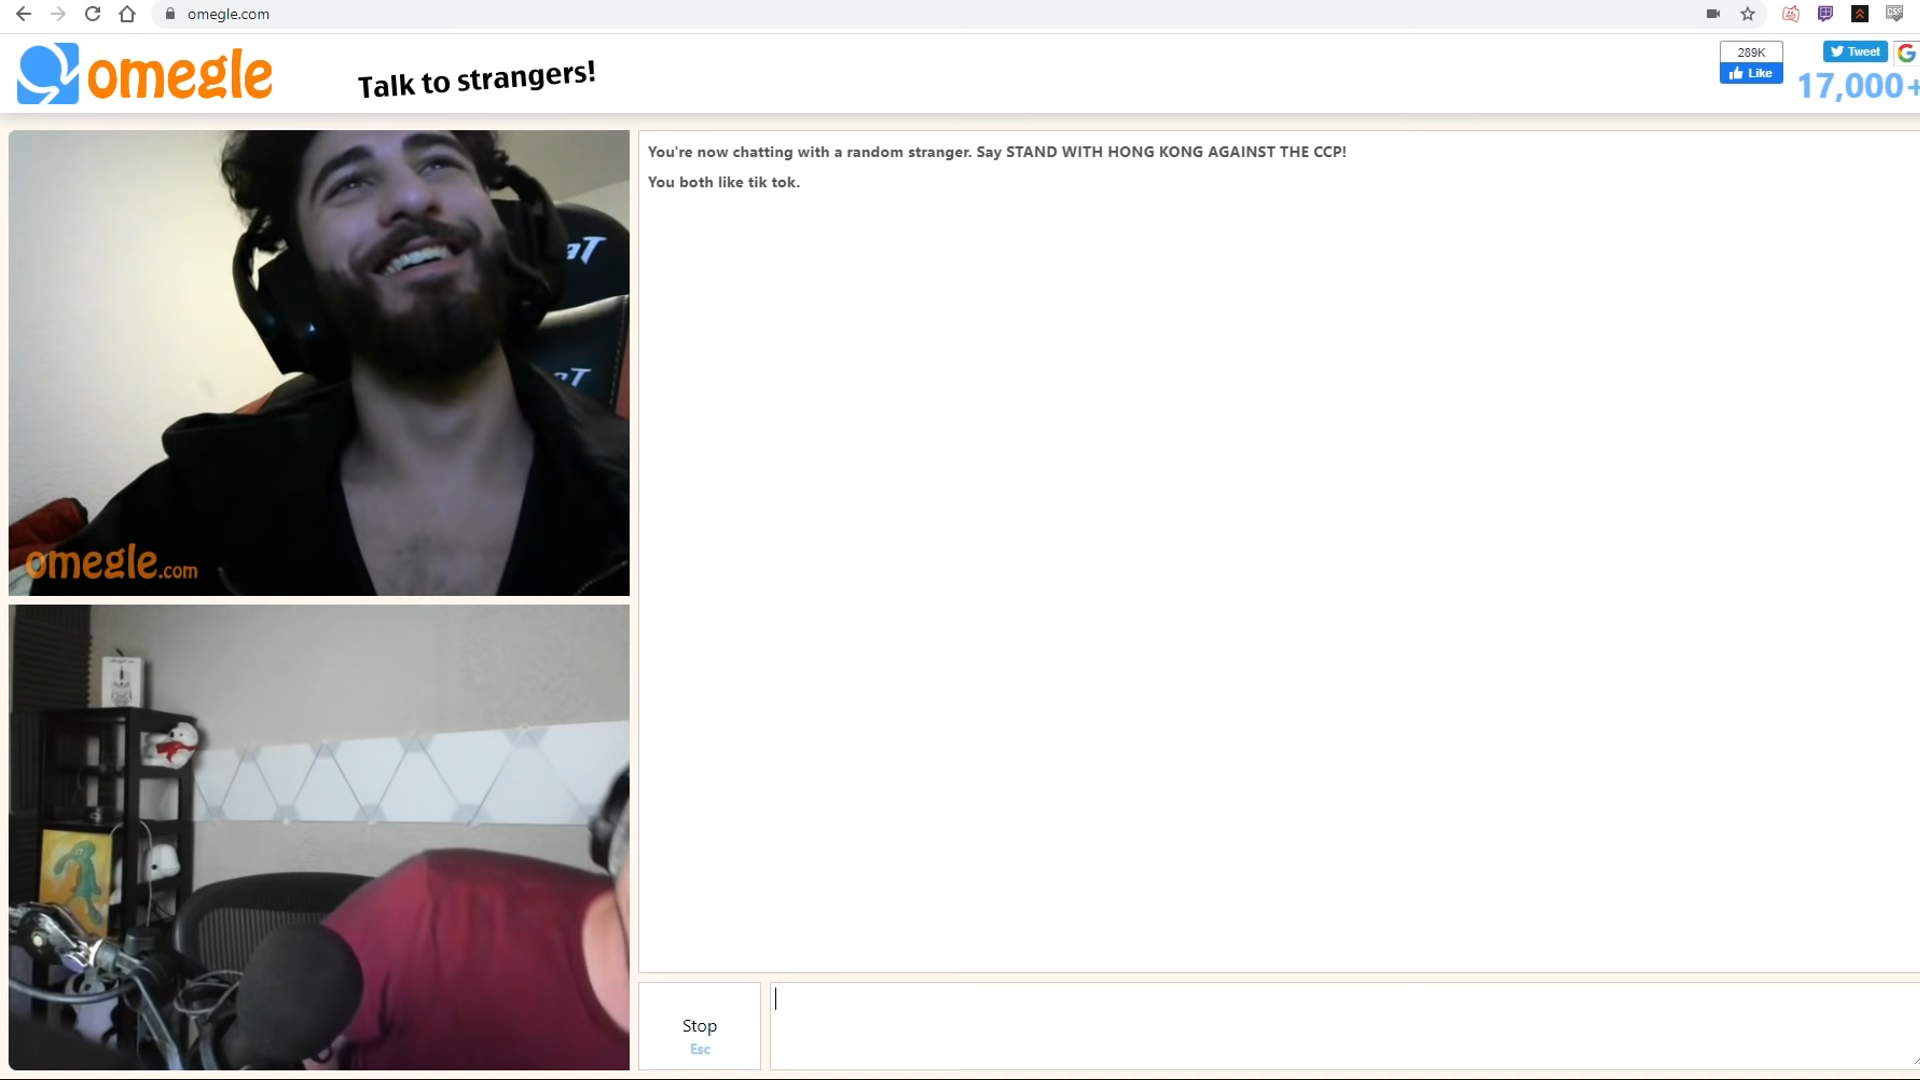 omegle.com
omegle
Talk to strangers!
289K
Like
Tweet
17,000+
You're now chatting with a random stranger. Say STAND WITH HONG KONG AGAINST THE CCP!
You both like tik tok.
omegle.com
Stop
Esc